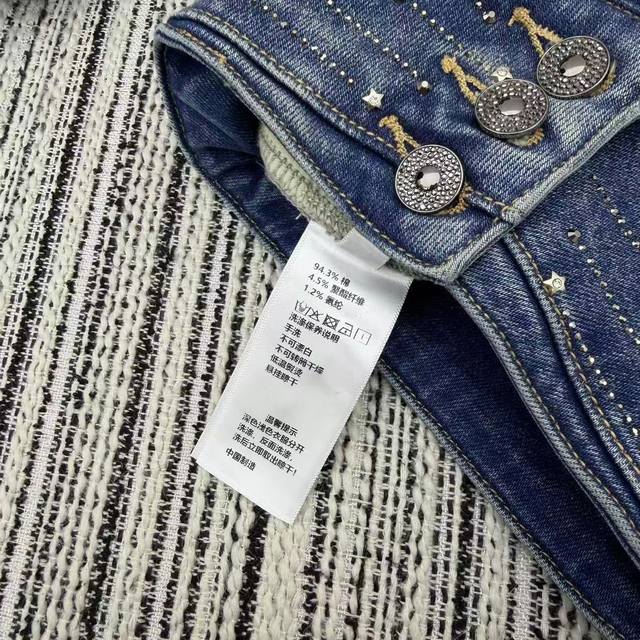 94.3% 棉
4.5% 聚酯纤维
1.2% 氨纶
洗涤保养说明
手洗
不可漂白
不可转笼干燥
低温熨烫
悬挂晾干
温馨提示
深色浅色衣服分开
洗涤，反面洗涤，
洗后立即取出晾干！
中国制造